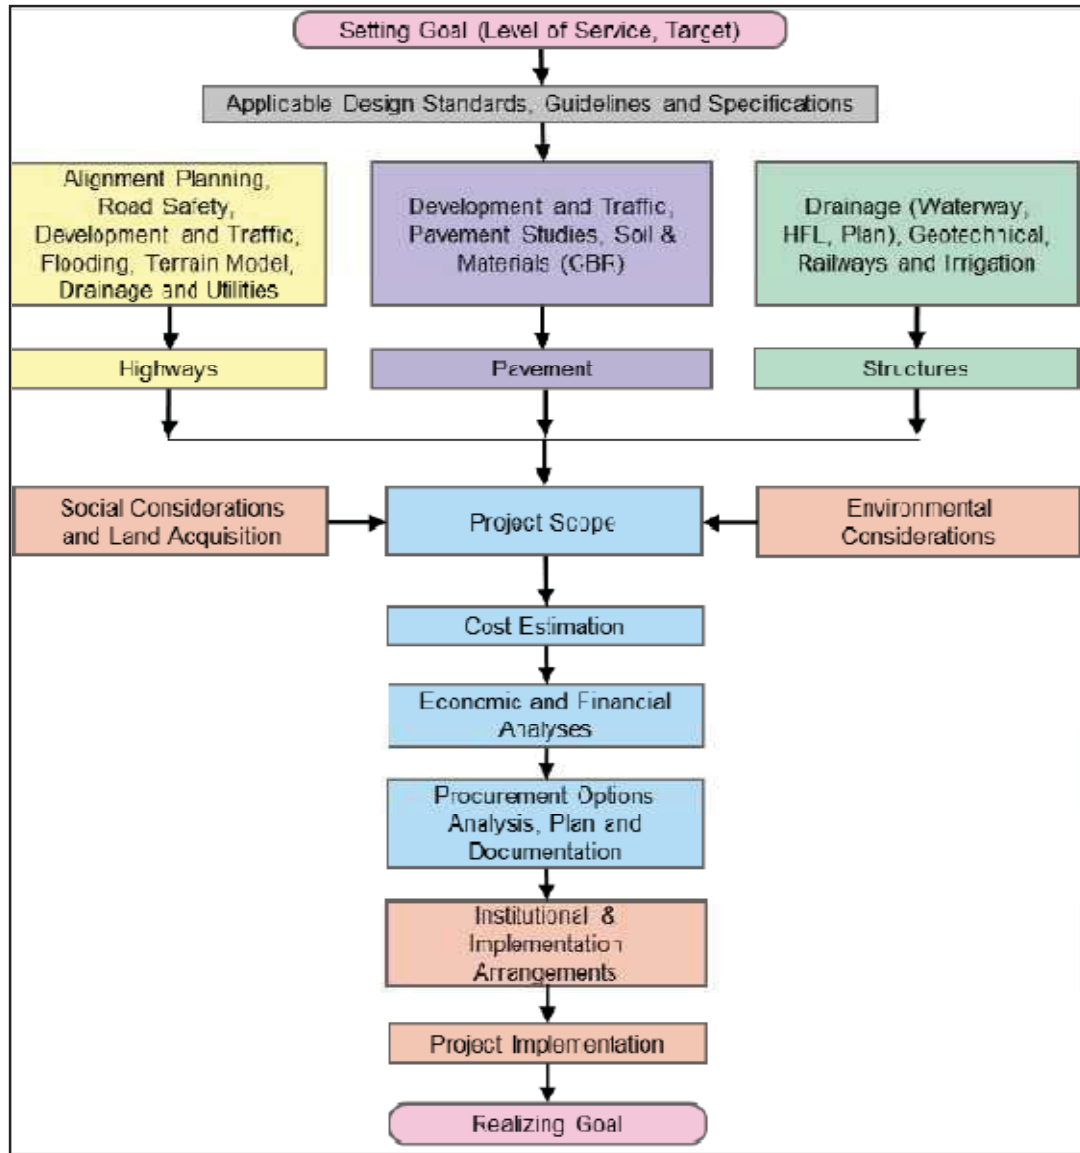 Setting Goal (Level of Service, Target)
Applicable Design Standards, Guidelines and Specifications
Alignment Planning,
Road Safety,
Development and Traffic,
Flooding, Terrain Model,
Drainage and Utilities
Development and Traffic,
Pavement Studies, Soil &
Materials (CBR)
Drainage (Waterway,
HFL, Plan), Geotechnical,
Railways and Irrigation
Highways
Pavement
Structures
Social Considerations
and Land Acquisition
Project Scope
Environmental
Considerations
Cost Estimation
Economic and Financial
Analyses
Procurement Options
Analysis, Plan and
Documentation
Institutional &
Implementation
Arrangements
Project Implementation
Realizing Goal